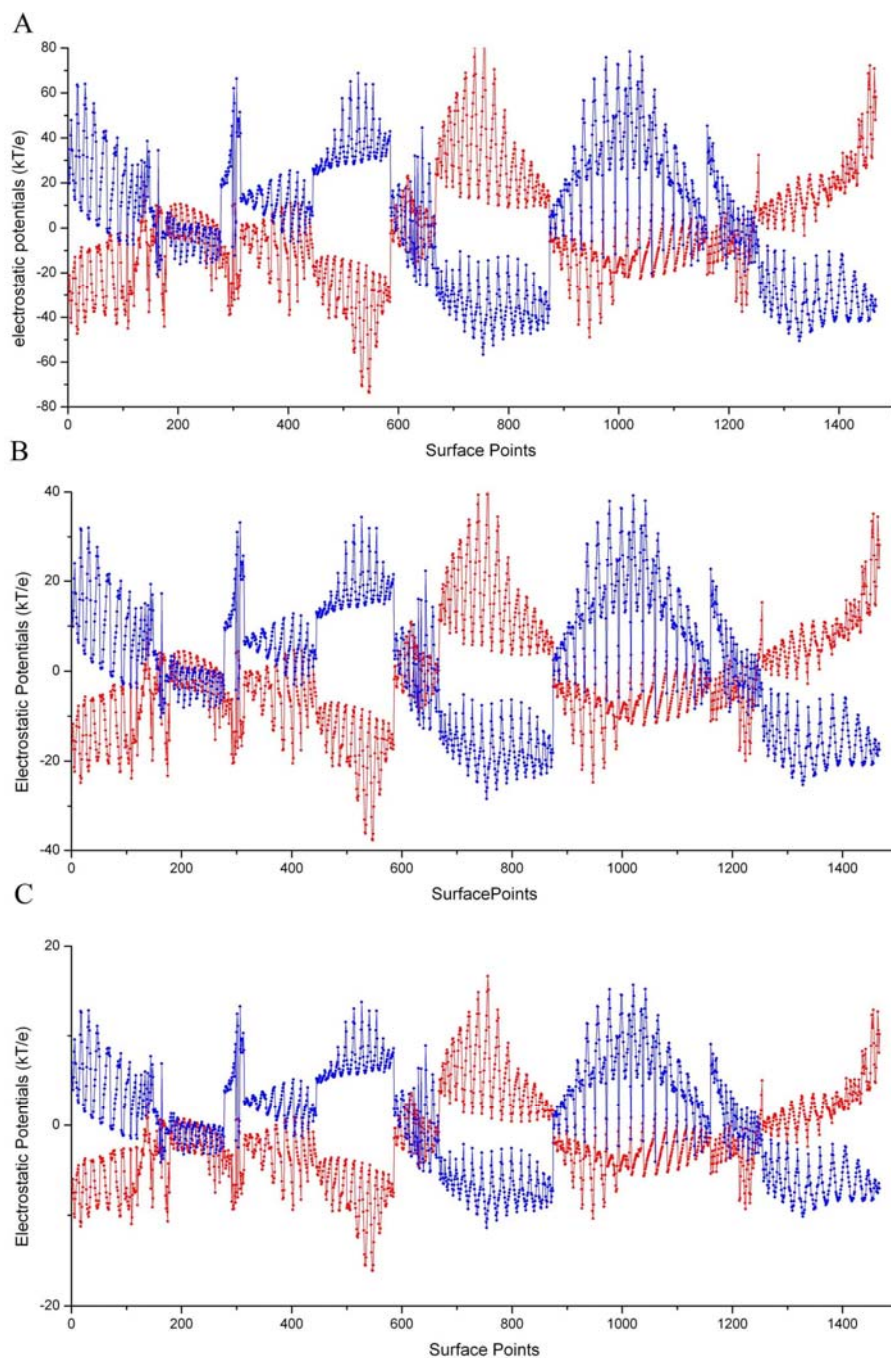 A
80
60
40
20
0
-20
-40
-60
-80
electrostatic potentials (kT/e)
0 200 400 600 800 1000 1200 1400
Surface Points
B
40
20
0
-20
-40
Electrostatic Potentials (kT/e)
0 200 400 600 800 1000 1200 1400
SurfacePoints
C
20
0
-20
Electrostatic Potentials (kT/e)
0 200 400 600 800 1000 1200 1400
Surface Points